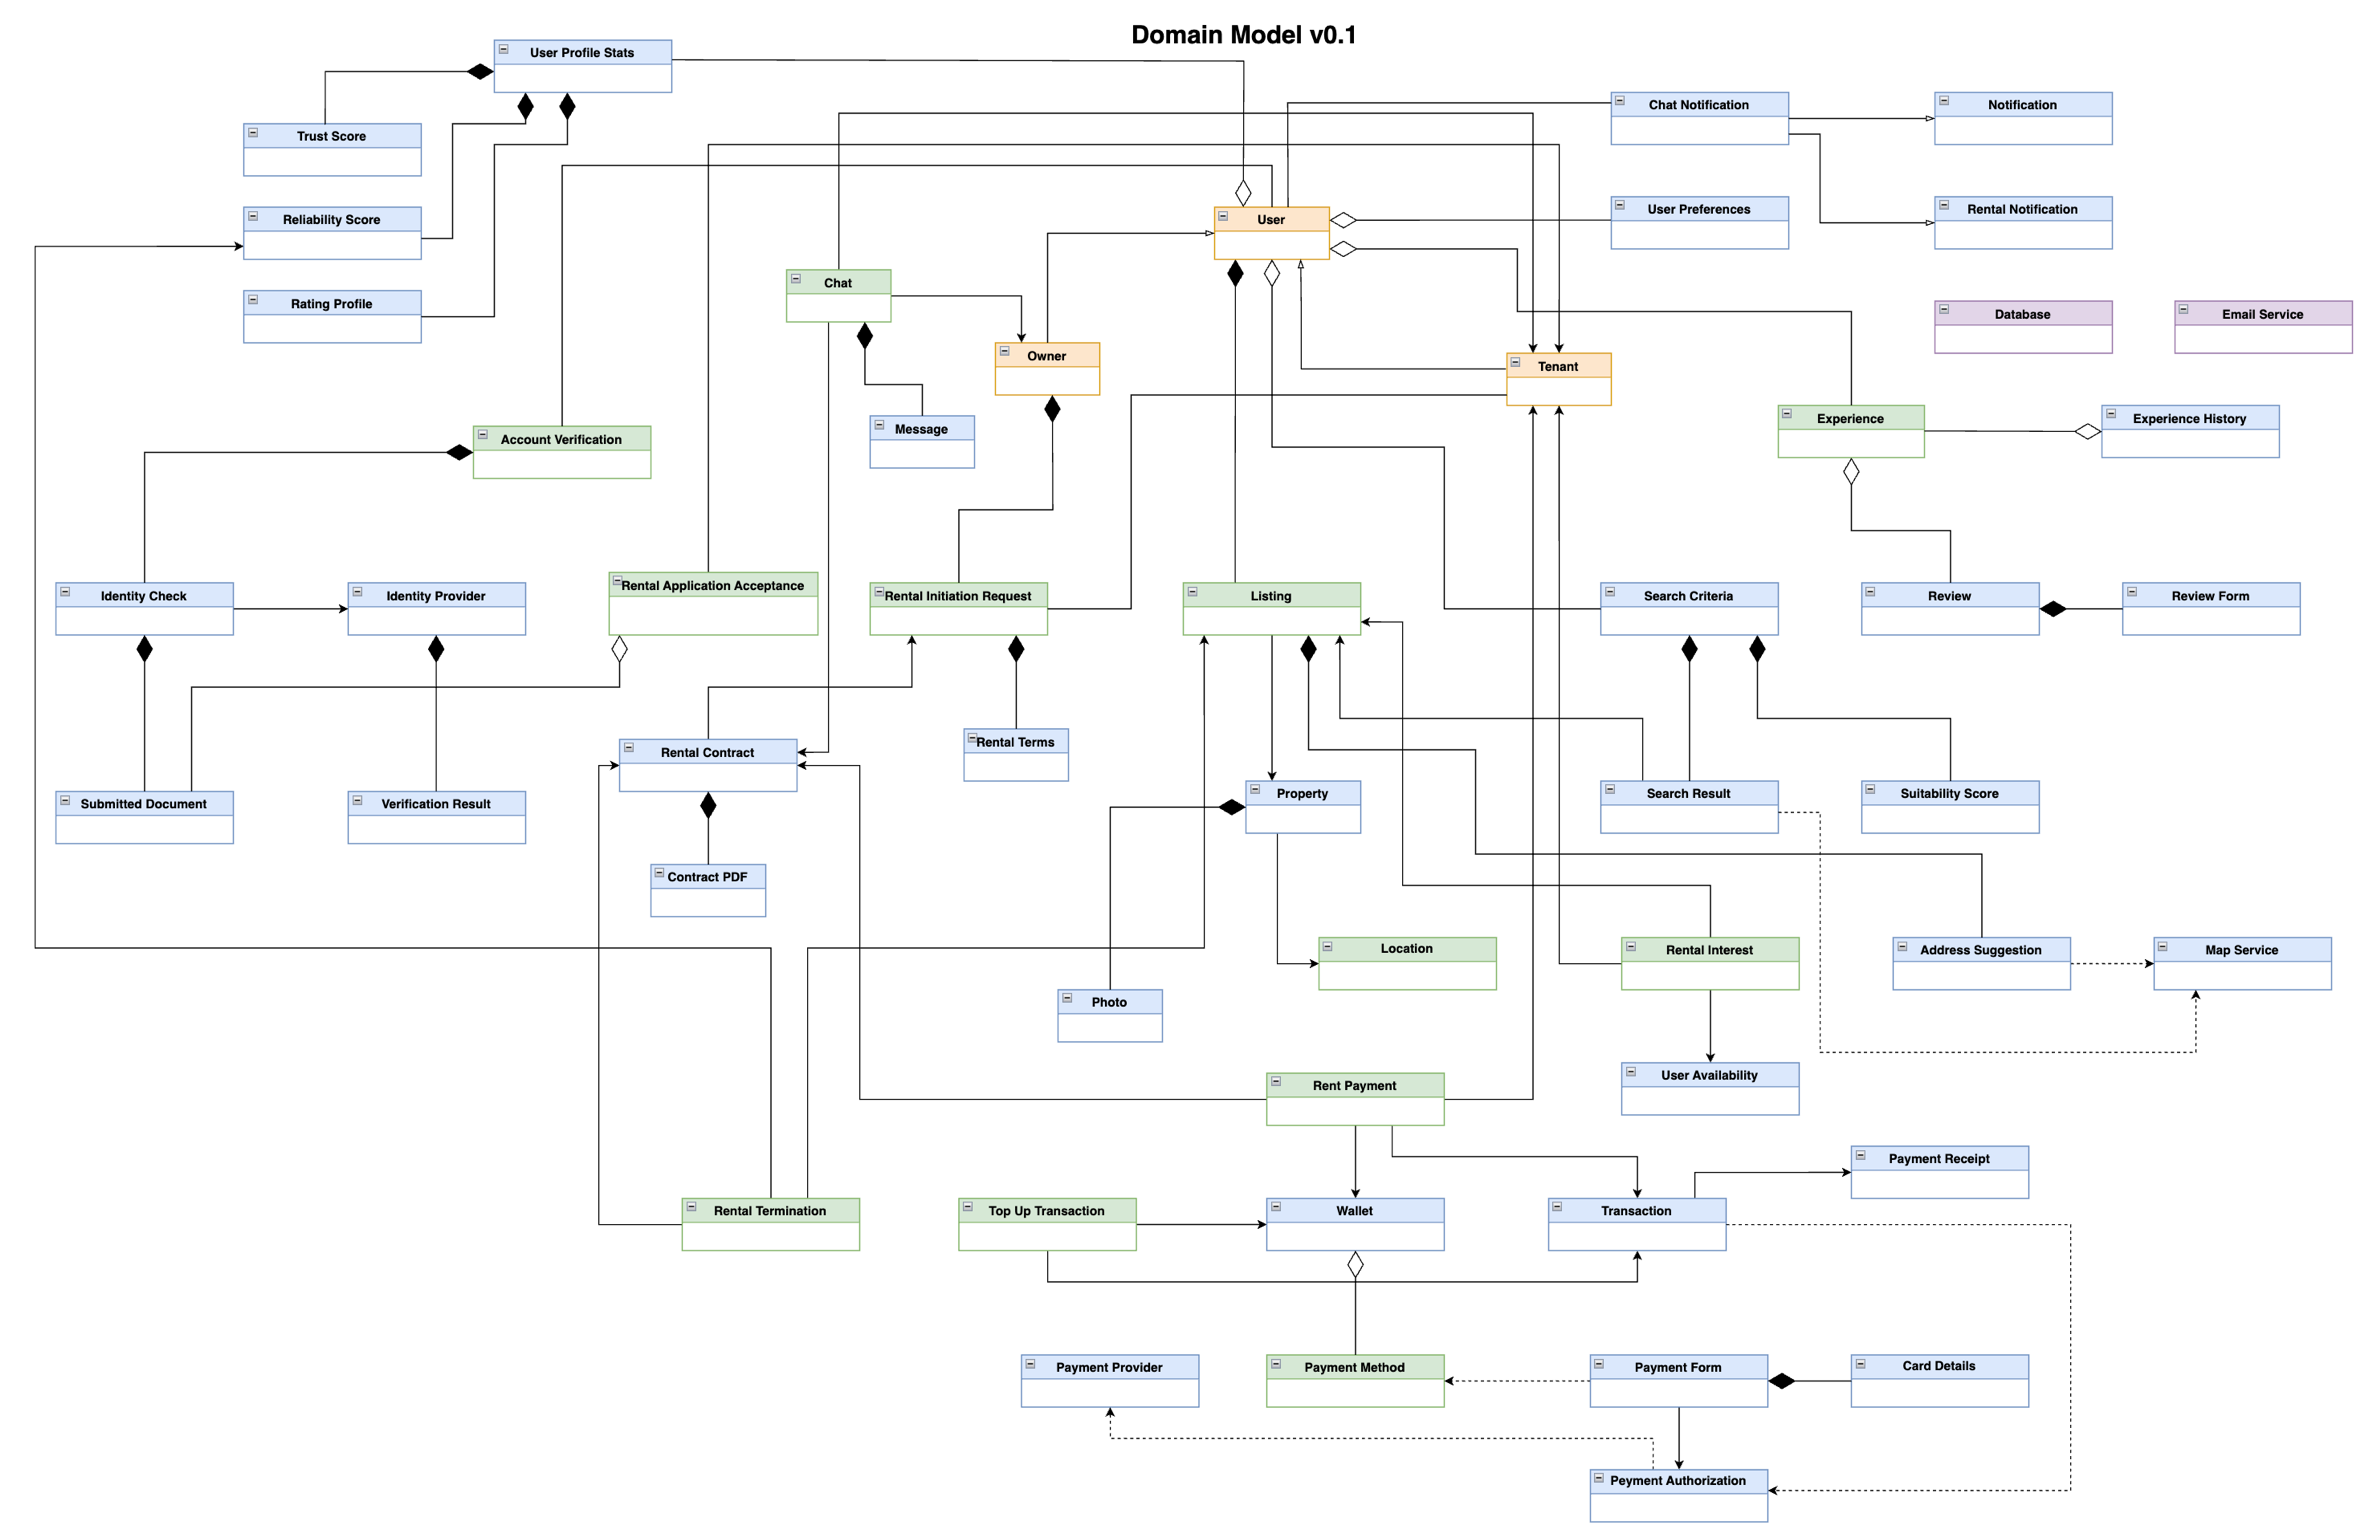 Domain Model v0.1
User Profile Stats
Chat Notification
Notification
Trust Score
Reliability Score
User
User Preferences
Rental Notification
Chat
Rating Profile
Database
Email Service
Owner
Tenant
Account Verification
Message
Experience
Experience History
Identity Check
Identity Provider
Rental Application Acceptance
Rental Initiation Request
Listing
Search Criteria
Review
Review Form
Rental Contract
Rental Terms
Submitted Document
Verification Result
Property
Search Result
Suitability Score
Contract PDF
Location
Rental Interest
Address Suggestion
Map Service
Photo
Rent Payment
User Availability
Payment Receipt
Rental Termination
Top Up Transaction
Wallet
Transaction
Payment Provider
Payment Method
Payment Form
Card Details
Peyment Authorization